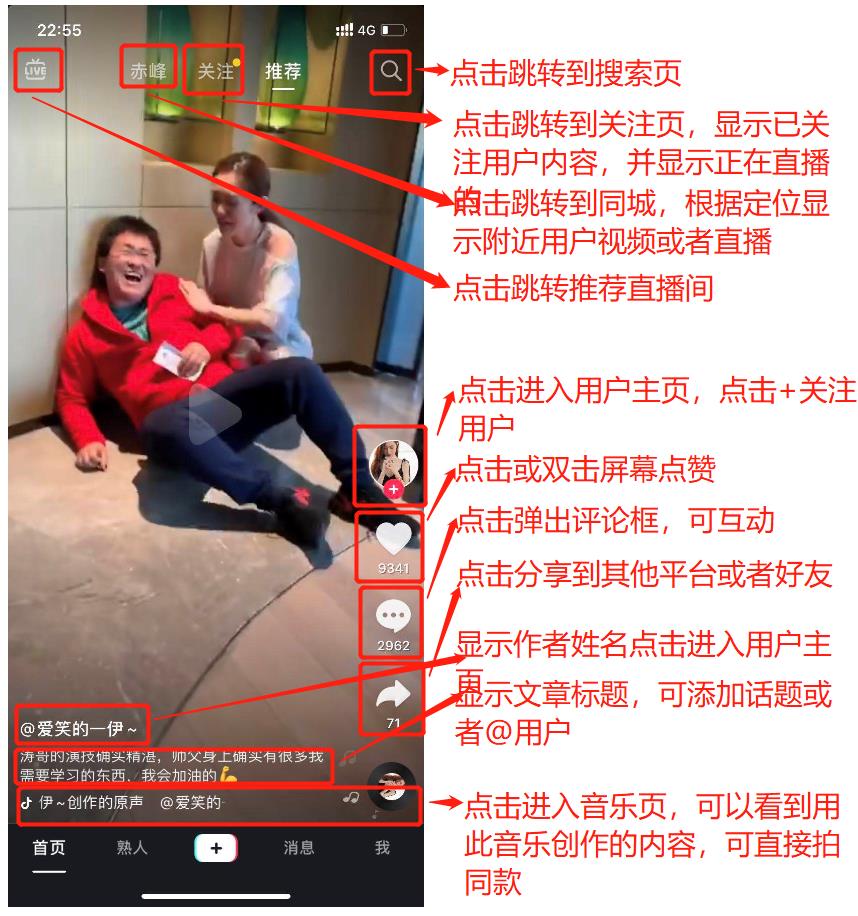 22:55
4G
LIVE
赤峰
关注
推荐
点击跳转到搜索页
点击跳转到关注页，显示已关
注用户内容，并显示正在直播
的
点击跳转到同城，根据定位显
示附近用户视频或者直播
点击跳转推荐直播间
点击进入用户主页，点击+关注
用户
点击或双击屏幕点赞
9341
点击弹出评论框，可互动
2962
点击分享到其他平台或者好友
71
显示作者姓名点击进入用户主
页
显示文章标题，可添加话题或
者@用户
@爱笑的一伊~
涛哥的演技确实精湛，师父身上确实有很多我
需要学习的东西，我会加油的💪
伊~创作的原声 @爱笑的-
点击进入音乐页，可以看到用
此音乐创作的内容，可直接拍
同款
首页
熟人
消息
我